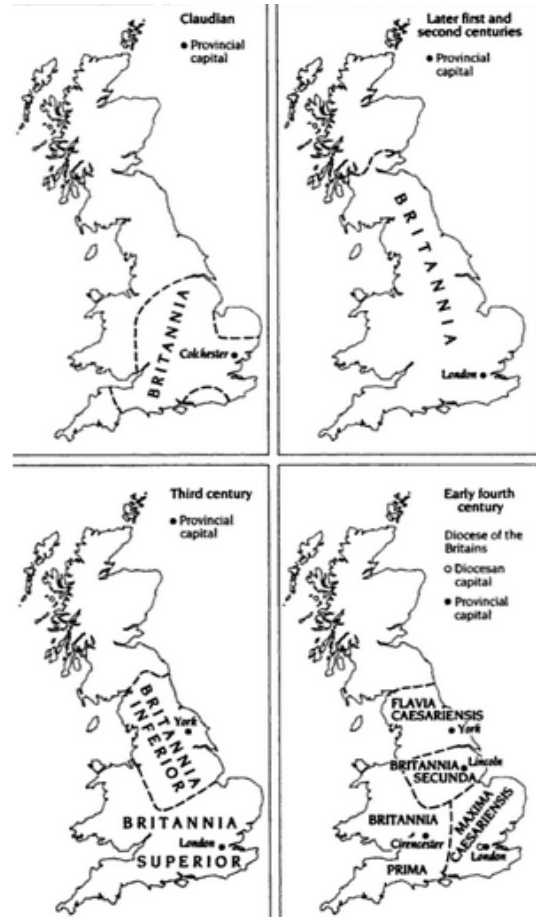 Claudian
● Provincial
capital
BRITANNIA
Colchester
Later first and
second centuries
● Provincial
capital
BRITANNIA
London
Third century
● Provincial
capital
BRITANNIA
INFERIOR
York
BRITANNIA
London
SUPERIOR
Early fourth
century
Diocese of the
Britains
○ Diocesan
capital
● Provincial
capital
FLAVIA
CAESARIENSIS
York
BRITANNIA
Lincoln
SECUNDA
BRITANNIA
MAXIMA
CAESARIENSIS
Cirencester
London
PRIMA